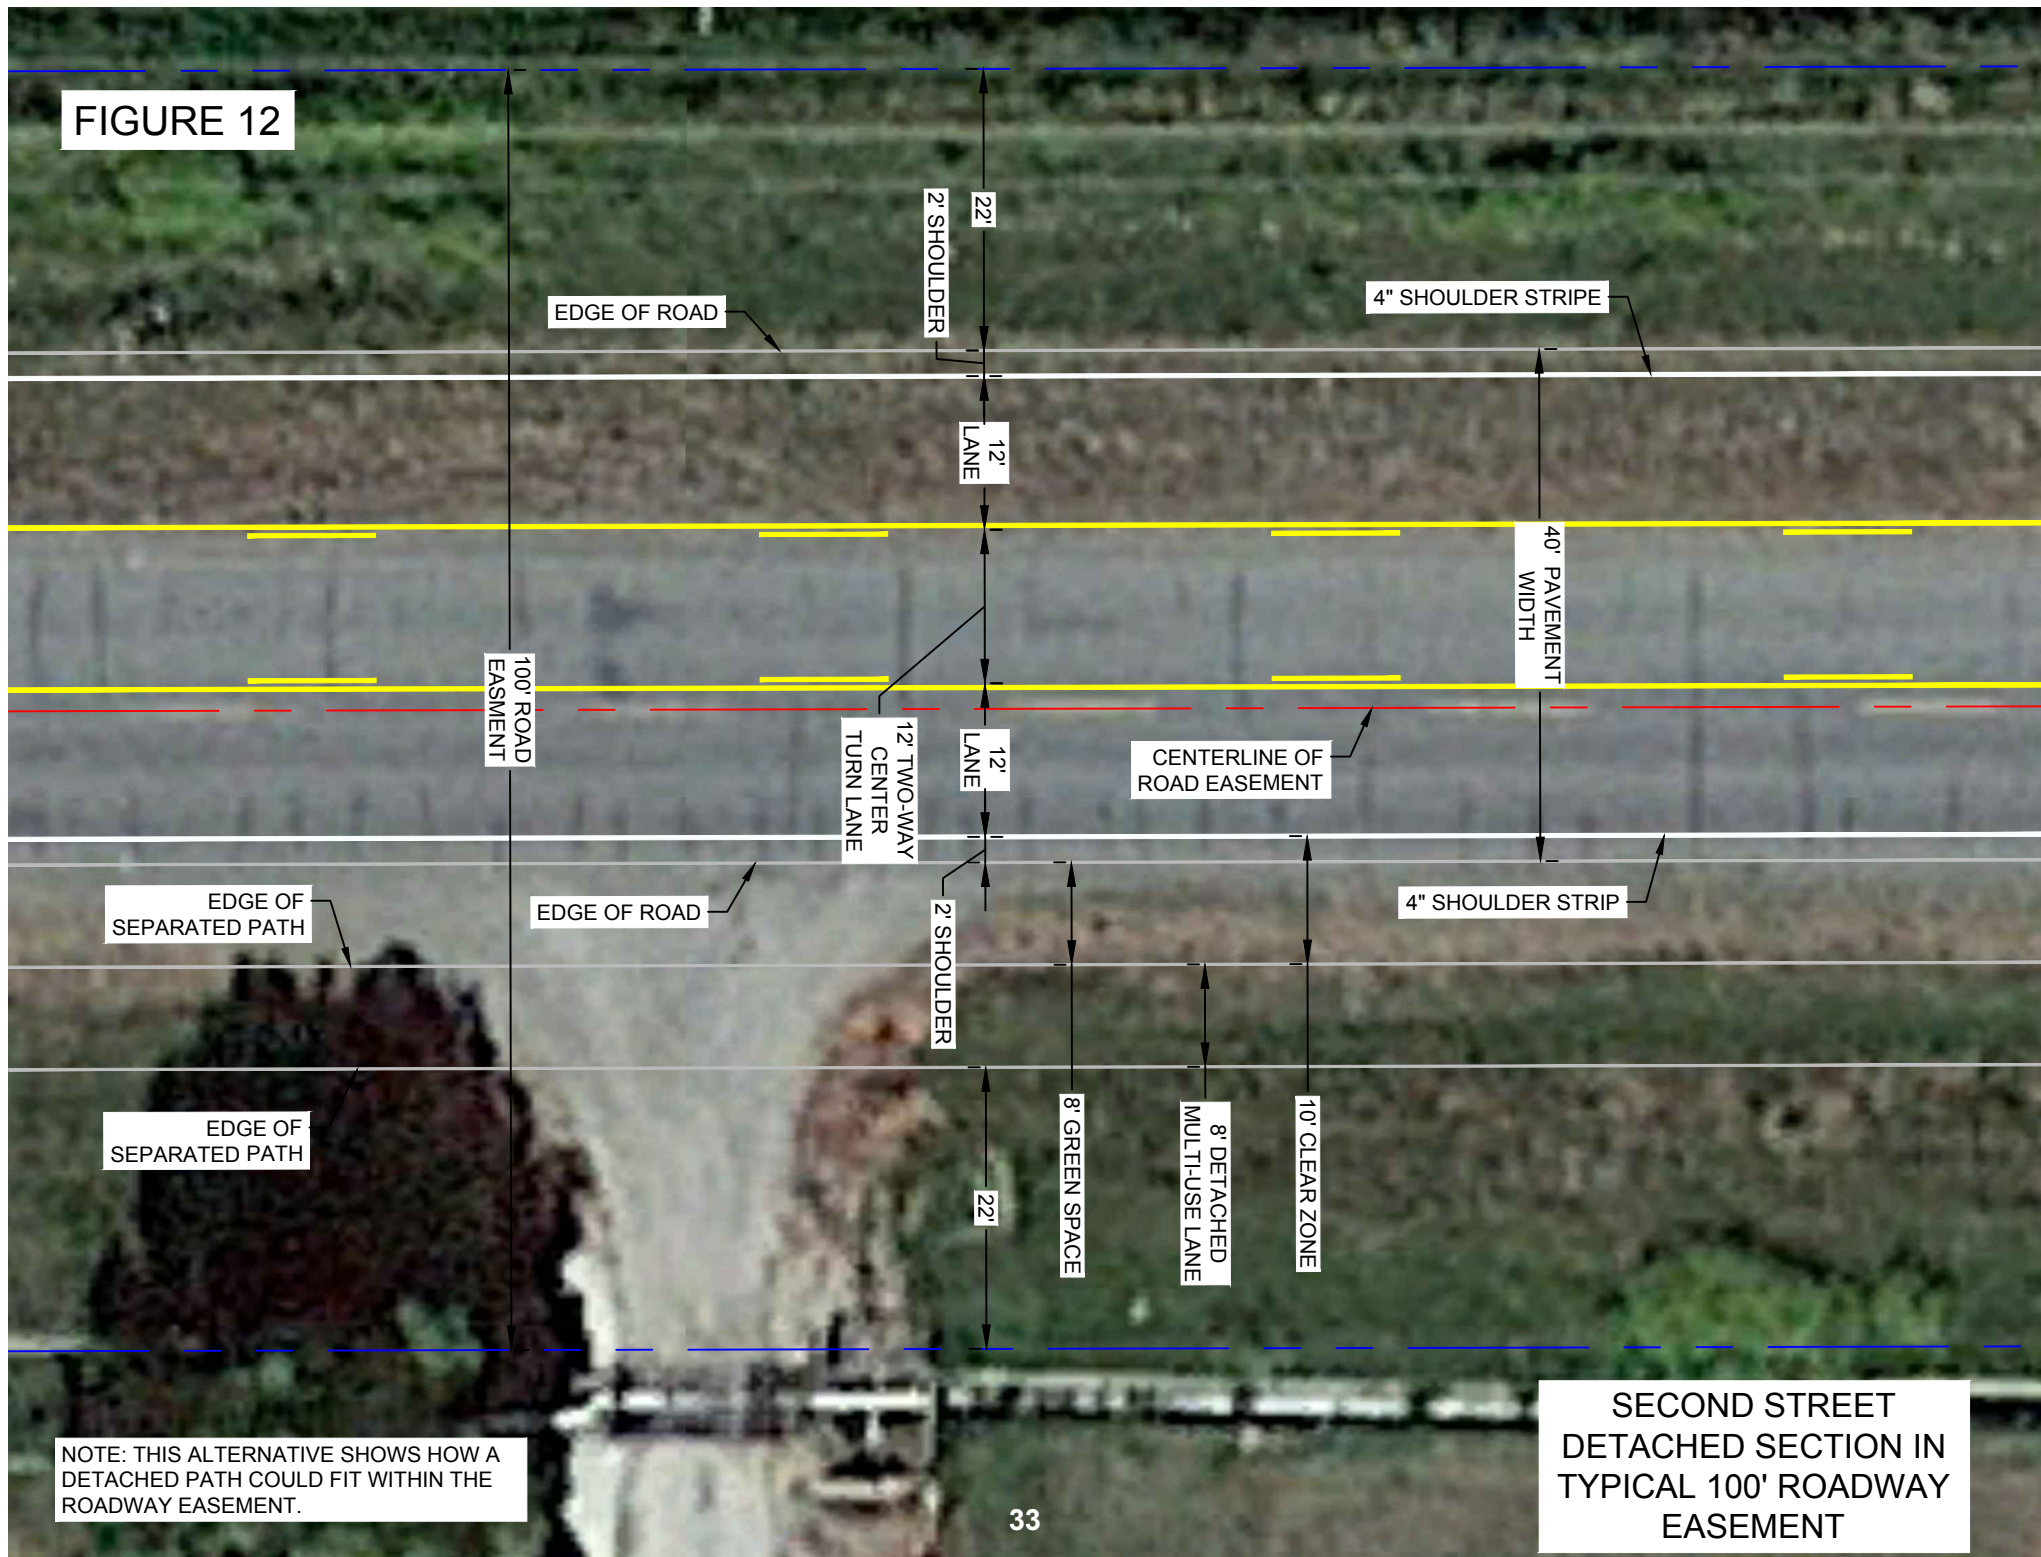 FIGURE 12
22'
2' SHOULDER
EDGE OF ROAD
4" SHOULDER STRIPE
12'
LANE
40' PAVEMENT
WIDTH
100' ROAD
EASMENT
12' TWO-WAY
CENTER
TURN LANE
12'
LANE
CENTERLINE OF
ROAD EASEMENT
EDGE OF
SEPARATED PATH
EDGE OF ROAD
2' SHOULDER
4" SHOULDER STRIP
EDGE OF
SEPARATED PATH
22'
8' GREEN SPACE
8' DETACHED
MULTI-USE LANE
10' CLEAR ZONE
NOTE: THIS ALTERNATIVE SHOWS HOW A
DETACHED PATH COULD FIT WITHIN THE
ROADWAY EASEMENT.
33
SECOND STREET
DETACHED SECTION IN
TYPICAL 100' ROADWAY
EASEMENT